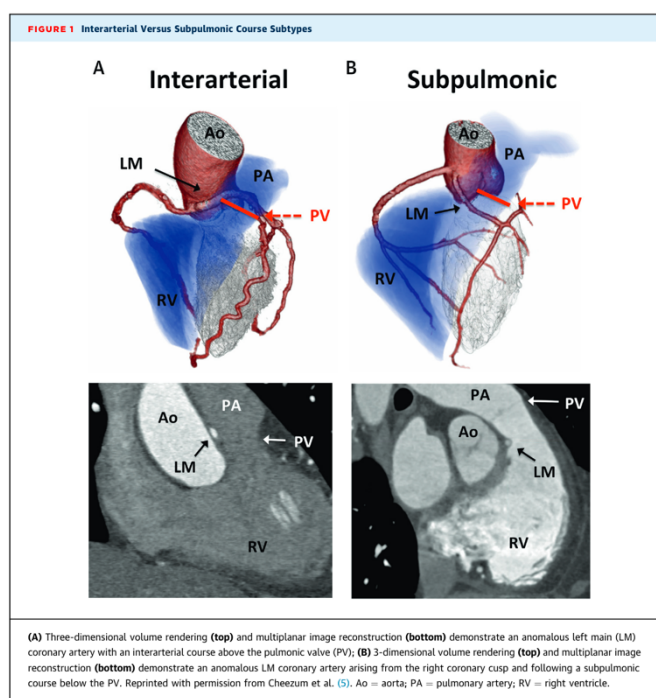 FIGURE 1 Interarterial Versus Subpulmonic Course Subtypes
A
Interarterial
B
Subpulmonic
Ao
LM
PA
PV
RV
Ao
PA
LM
PV
RV
Ao
PA
PV
LM
RV
PA
PV
Ao
LM
RV
(A) Three-dimensional volume rendering (top) and multiplanar image reconstruction (bottom) demonstrate an anomalous left main (LM)
coronary artery with an interarterial course above the pulmonic valve (PV); (B) 3-dimensional volume rendering (top) and multiplanar image
reconstruction (bottom) demonstrate an anomalous LM coronary artery arising from the right coronary cusp and following a subpulmonic
course below the PV. Reprinted with permission from Cheezum et al. (5). Ao = aorta; PA = pulmonary artery; RV = right ventricle.